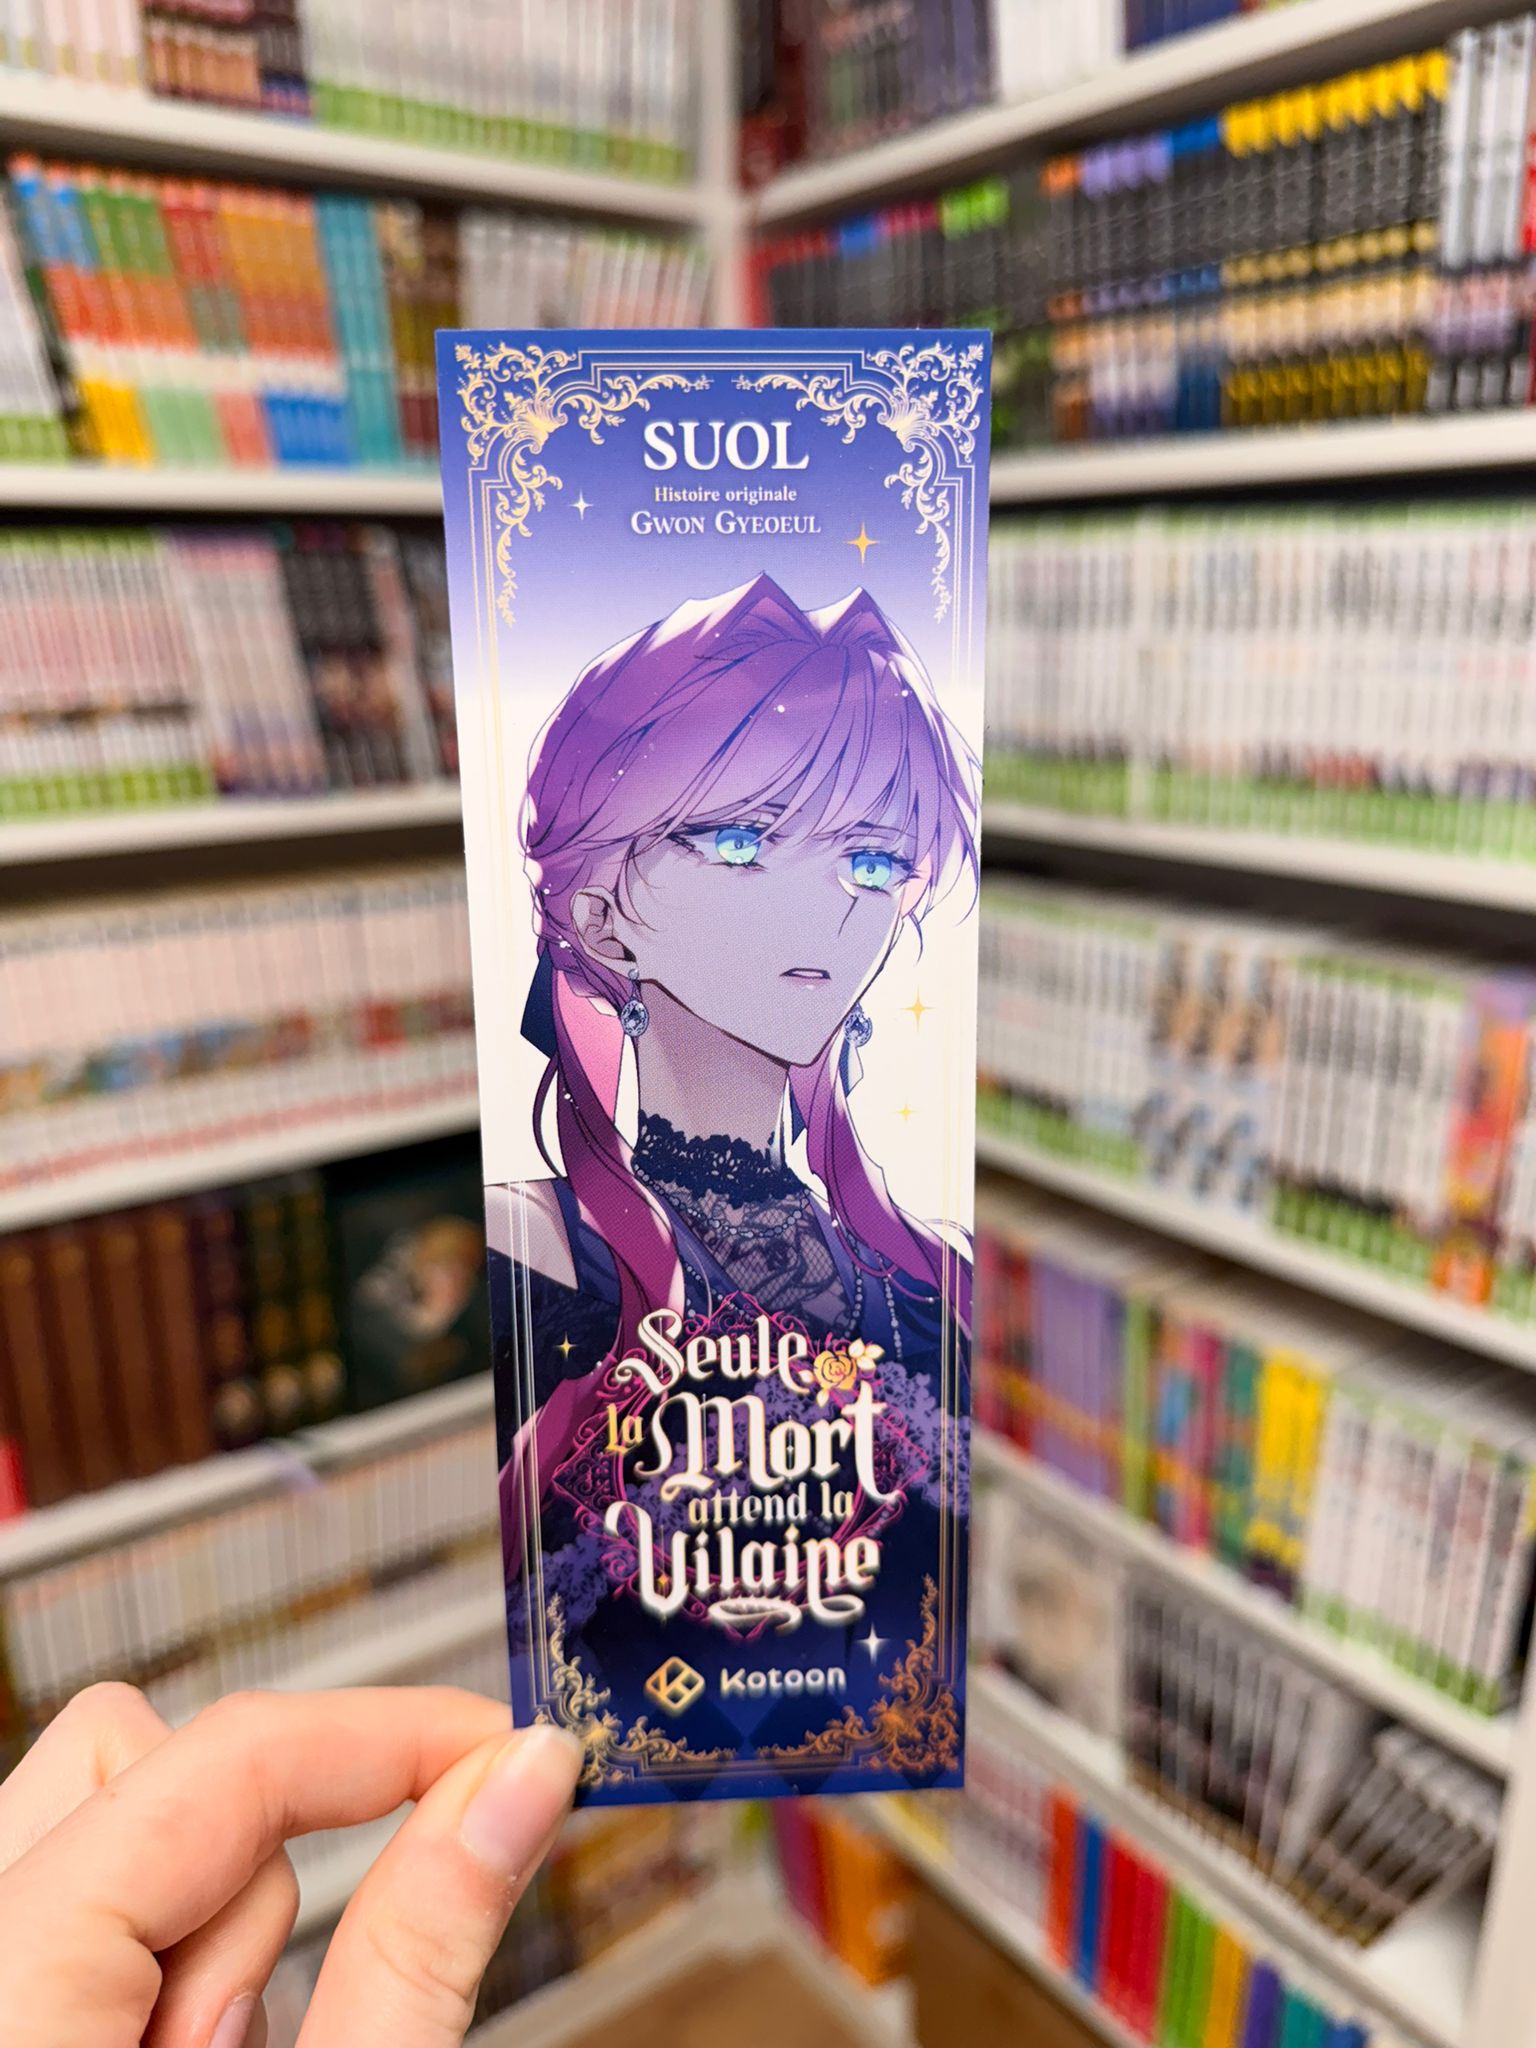 SUOL
Histoire originale
GWON GYEOEUL
Seule
La Mort
attend la
Vilaine
Kotoon